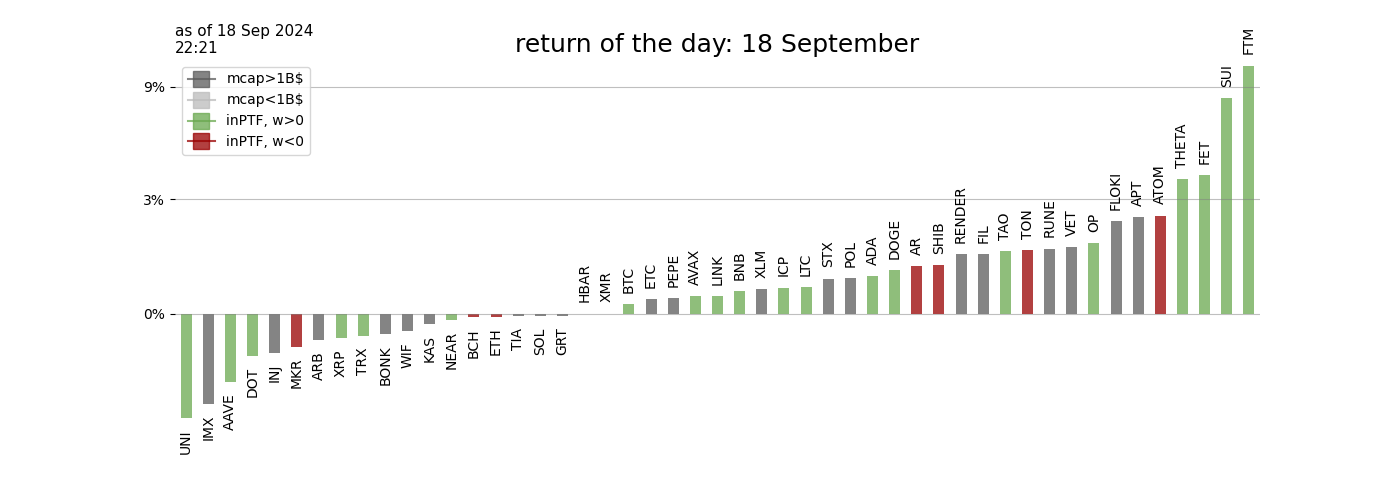 as of 18 Sep 2024
22:21
return of the day: 18 September
mcap>1B$
mcap<1B$
inPTF, w>0
inPTF, w<0
9%
3%
0%
UNI
IMX
AAVE
DOT
INJ
MKR
ARB
XRP
TRX
BONK
WIF
KAS
NEAR
BCH
ETH
TIA
SOL
GRT
HBAR
XMR
BTC
ETC
PEPE
AVAX
LINK
BNB
XLM
ICP
LTC
STX
POL
ADA
DOGE
AR
SHIB
RENDER
FIL
TAO
TON
RUNE
VET
OP
FLOKI
APT
ATOM
THETA
FET
SUI
FTM